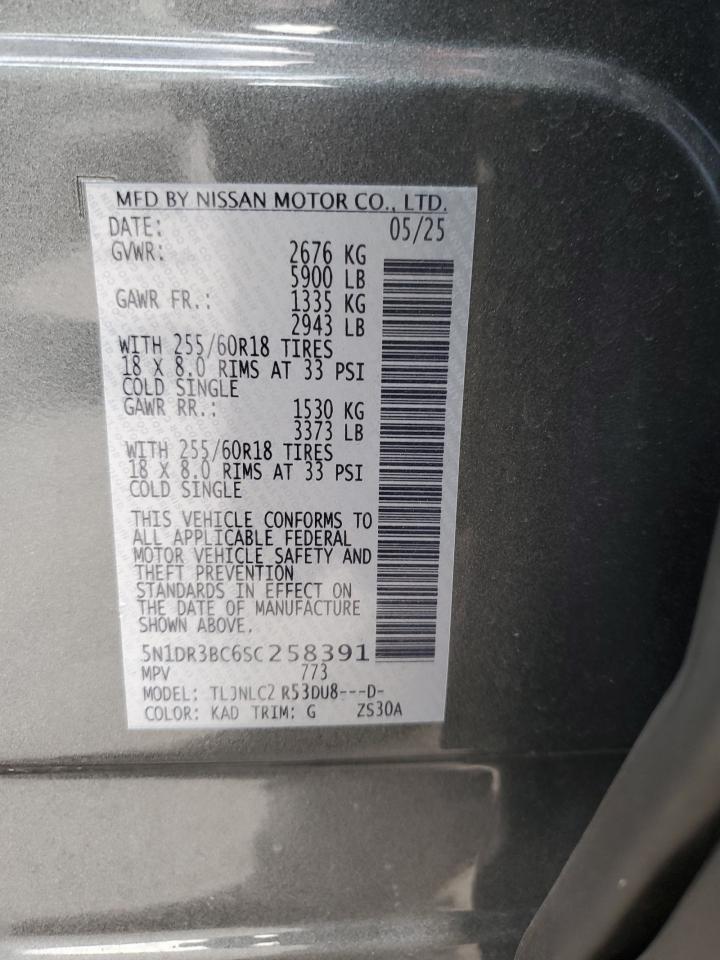 MFD BY NISSAN MOTOR CO., LTD.
DATE: 05/25
GVWR: 2676 KG
5900 LB
GAWR FR.: 1335 KG
2943 LB
WITH 255/60R18 TIRES
18 X 8.0 RIMS AT 33 PSI
COLD SINGLE
GAWR RR.: 1530 KG
3373 LB
WITH 255/60R18 TIRES
18 X 8.0 RIMS AT 33 PSI
COLD SINGLE
THIS VEHICLE CONFORMS TO
ALL APPLICABLE FEDERAL
MOTOR VEHICLE SAFETY AND
THEFT PREVENTION
STANDARDS IN EFFECT ON
THE DATE OF MANUFACTURE
SHOWN ABOVE.
5N1DR3BC6SC258391
MPV 773
MODEL: R53DU8---D-
COLOR: KAD TRIM: G ZS30A